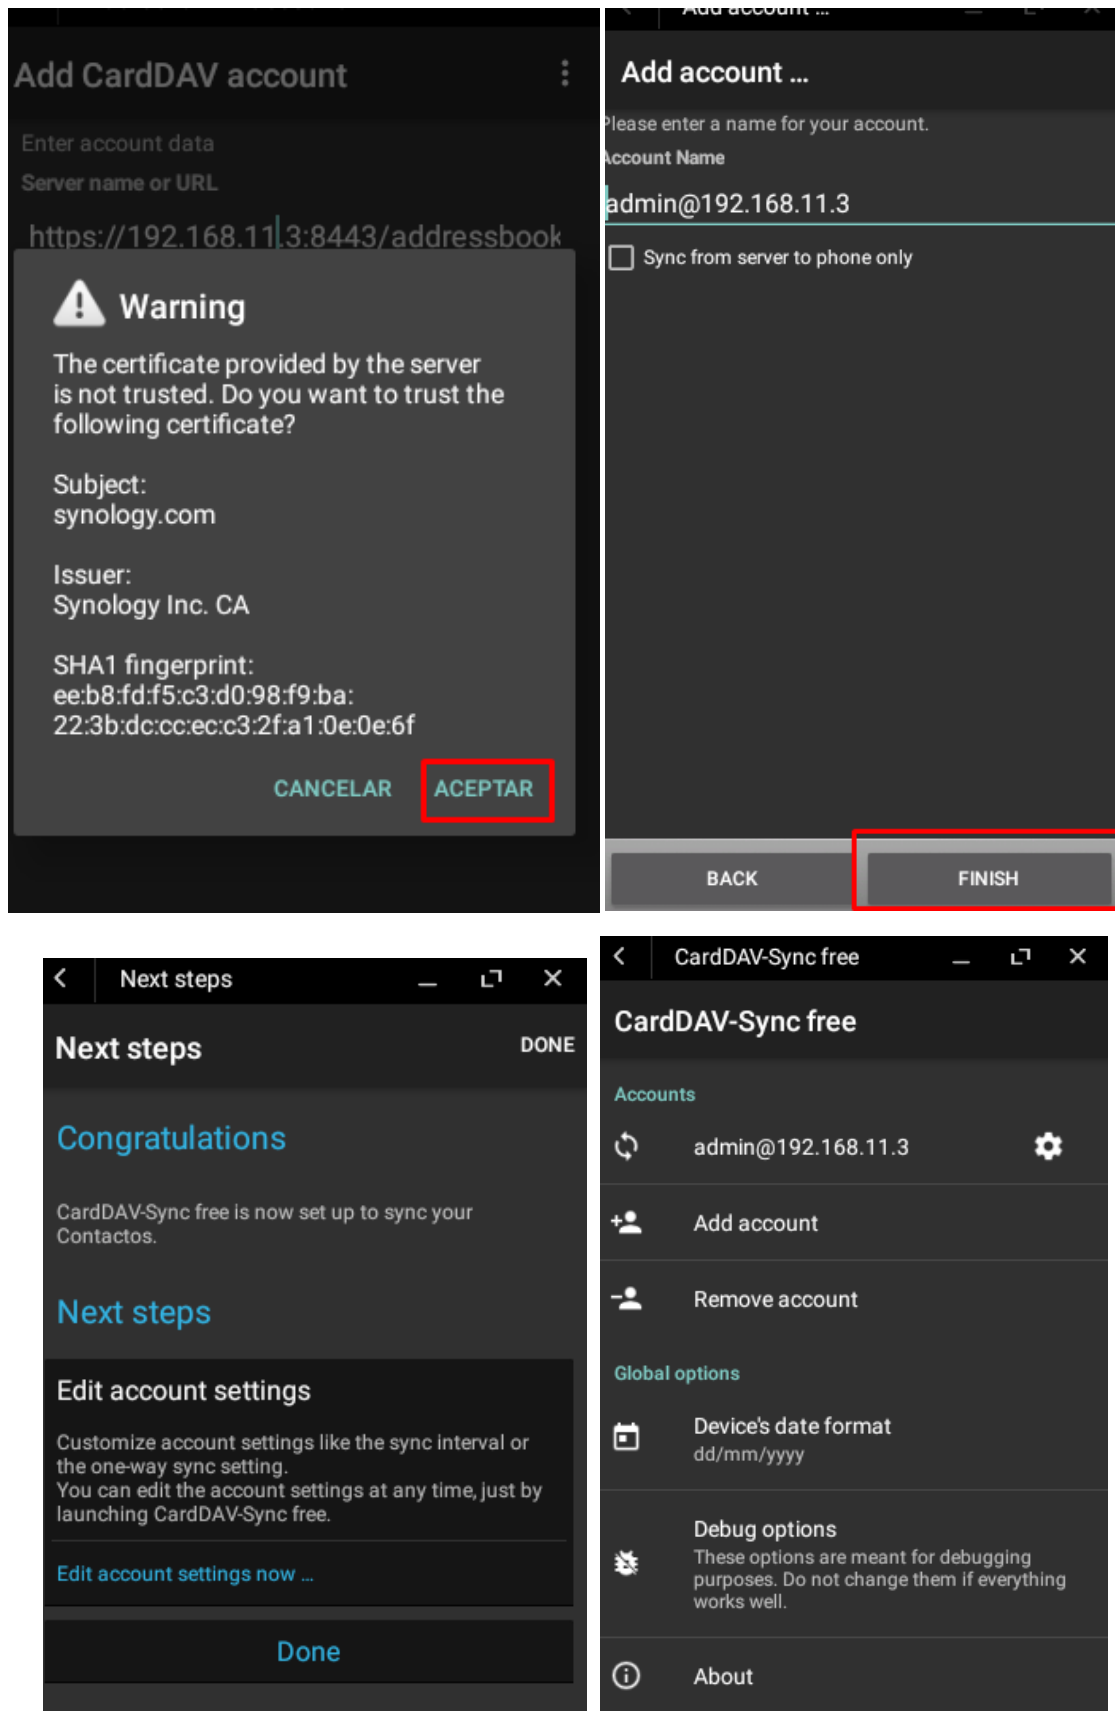 Add CardDAV account
Enter account data
Server name or URL
https://192.168.11.3:8443/addressbook
Warning
The certificate provided by the server
is not trusted. Do you want to trust the
following certificate?
Subject:
synology.com
Issuer:
Synology Inc. CA
SHA1 fingerprint:
ee:b8:fd:f5:c3:d0:98:f9:ba:
22:3b:dc:cc:ec:c3:2f:a1:0e:0e:6f
CANCELAR ACEPTAR
Add account ...
Add account ...
Please enter a name for your account.
Account Name
admin@192.168.11.3
Sync from server to phone only
BACK FINISH
Next steps
Next steps DONE
Congratulations
CardDAV-Sync free is now set up to sync your
Contactos.
Next steps
Edit account settings
Customize account settings like the sync interval or
the one-way sync setting.
You can edit the account settings at any time, just by
launching CardDAV-Sync free.
Edit account settings now ...
Done
CardDAV-Sync free
CardDAV-Sync free
Accounts
admin@192.168.11.3
Add account
Remove account
Global options
Device's date format
dd/mm/yyyy
Debug options
These options are meant for debugging
purposes. Do not change them if everything
works well.
About